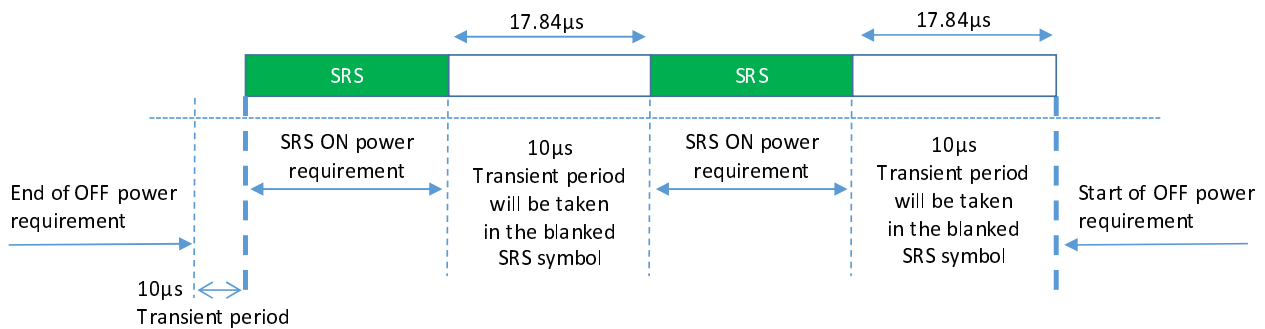 17.84µs
17.84µs
SRS
SRS
SRS ON power
requirement
10µs
Transient period
will be taken
in the blanked
SRS symbol
SRS ON power
requirement
10µs
Transient period
will be taken
in the blanked
SRS symbol
End of OFF power
requirement
Start of OFF power
requirement
10µs
Transient period